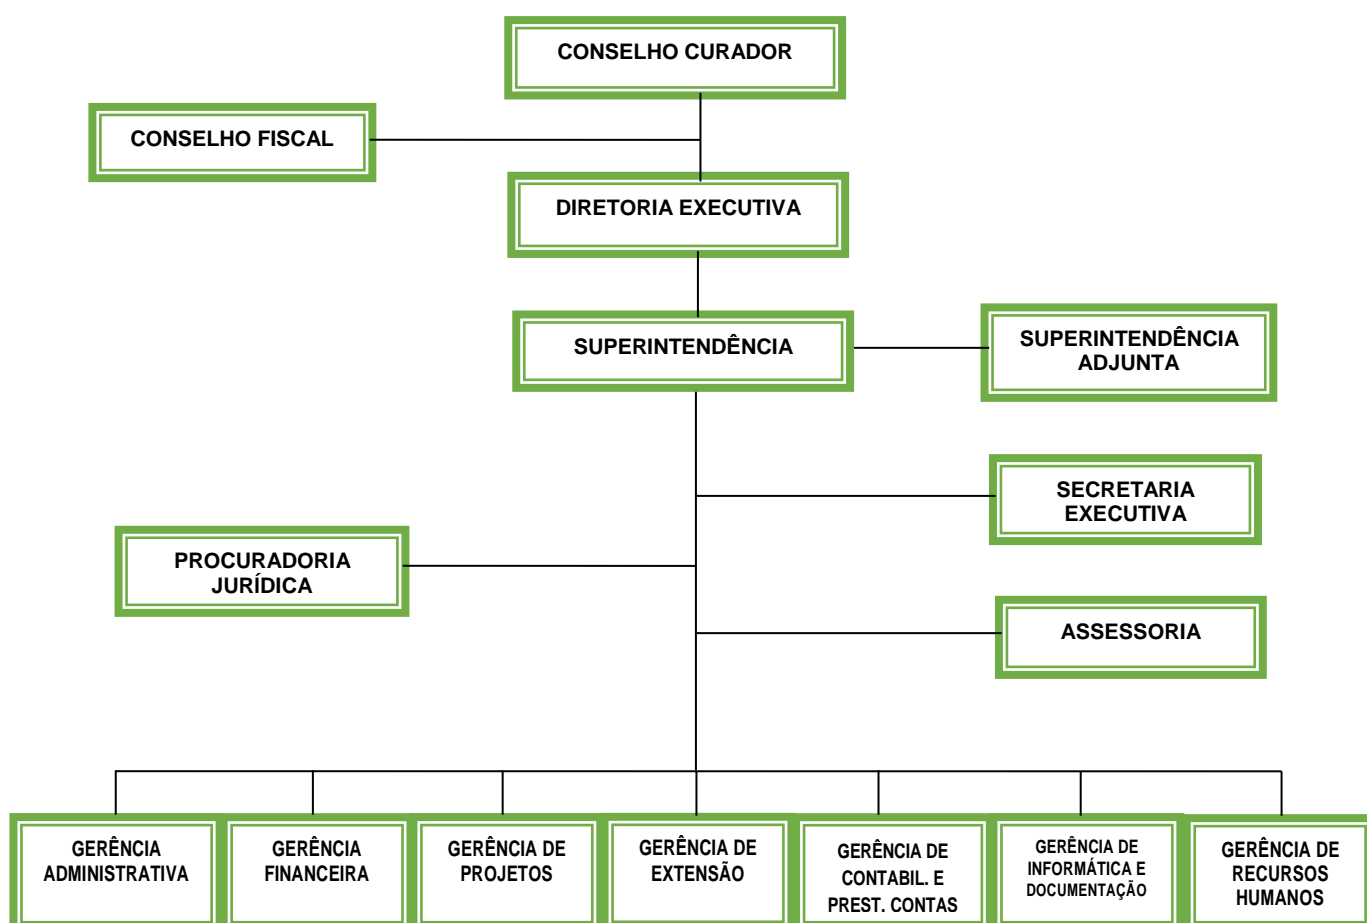 CONSELHO CURADOR
CONSELHO FISCAL
DIRETORIA EXECUTIVA
SUPERINTENDÊNCIA
SUPERINTENDÊNCIA
ADJUNTA
SECRETARIA
EXECUTIVA
PROCURADORIA
JURÍDICA
ASSESSORIA
GERÊNCIA
ADMINISTRATIVA
GERÊNCIA
FINANCEIRA
GERÊNCIA DE
PROJETOS
GERÊNCIA DE
EXTENSÃO
GERÊNCIA DE
CONTABIL. E
PREST. CONTAS
GERÊNCIA DE
INFORMÁTICA E
DOCUMENTAÇÃO
GERÊNCIA DE
RECURSOS
HUMANOS